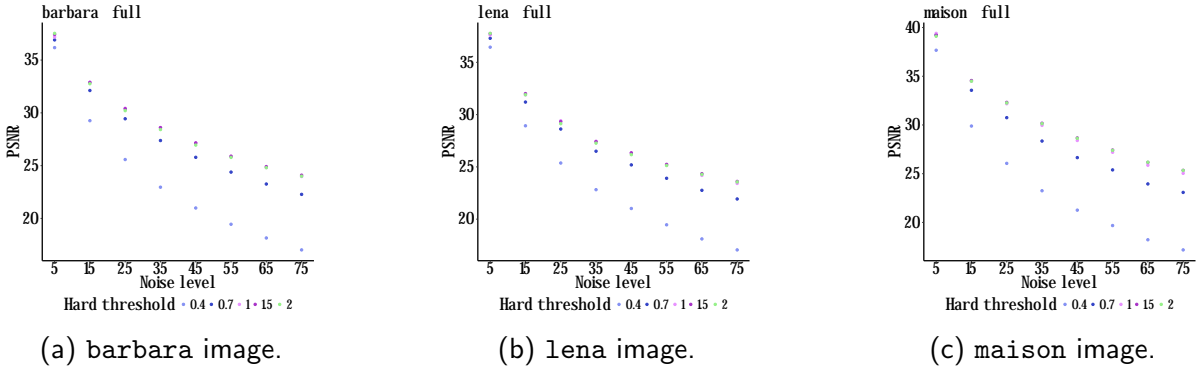 barbara full
PSNR
35
30
25
20
5 15 25 35 45 55 65 75
Noise level
Hard threshold 0.4 0.7 1 15 2
(a) barbara image.
lena full
PSNR
35
30
25
20
5 15 25 35 45 55 65 75
Noise level
Hard threshold 0.4 0.7 1 15 2
(b) lena image.
maison full
PSNR
40
35
30
25
20
5 15 25 35 45 55 65 75
Noise level
Hard threshold 0.4 0.7 1 15 2
(c) maison image.